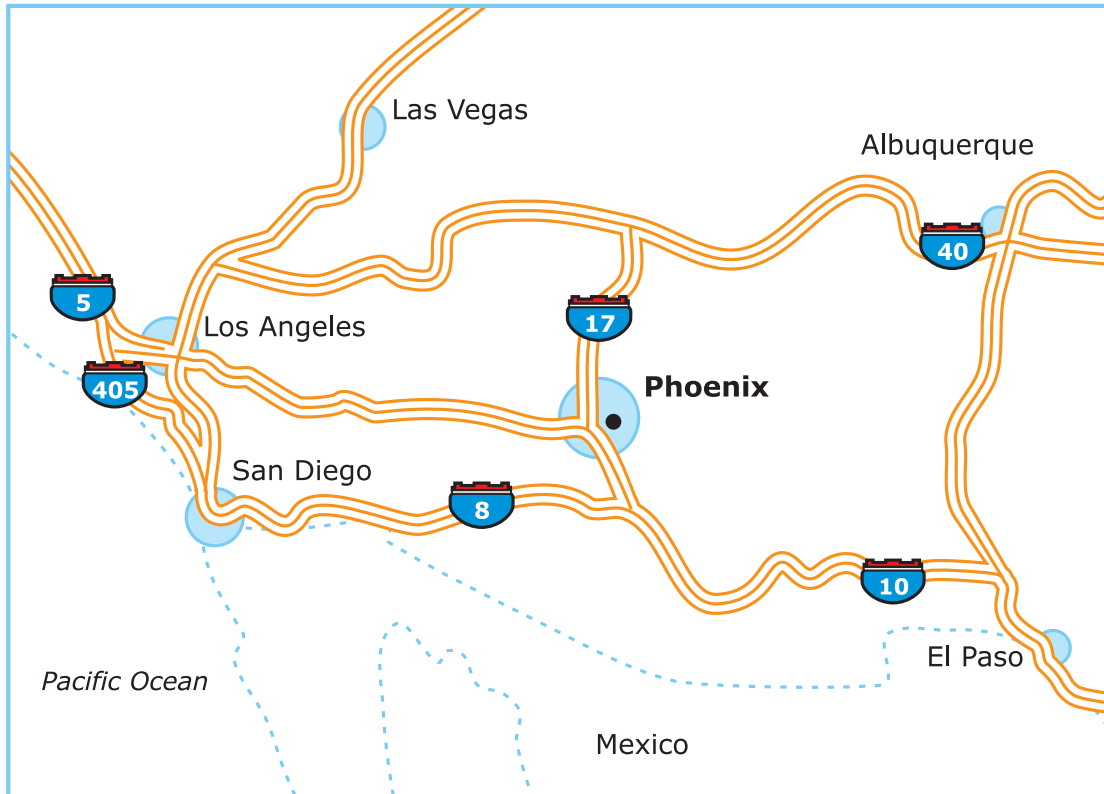 Las Vegas
Albuquerque
40
5
17
Los Angeles
405
Phoenix
San Diego
8
10
El Paso
Pacific Ocean
Mexico